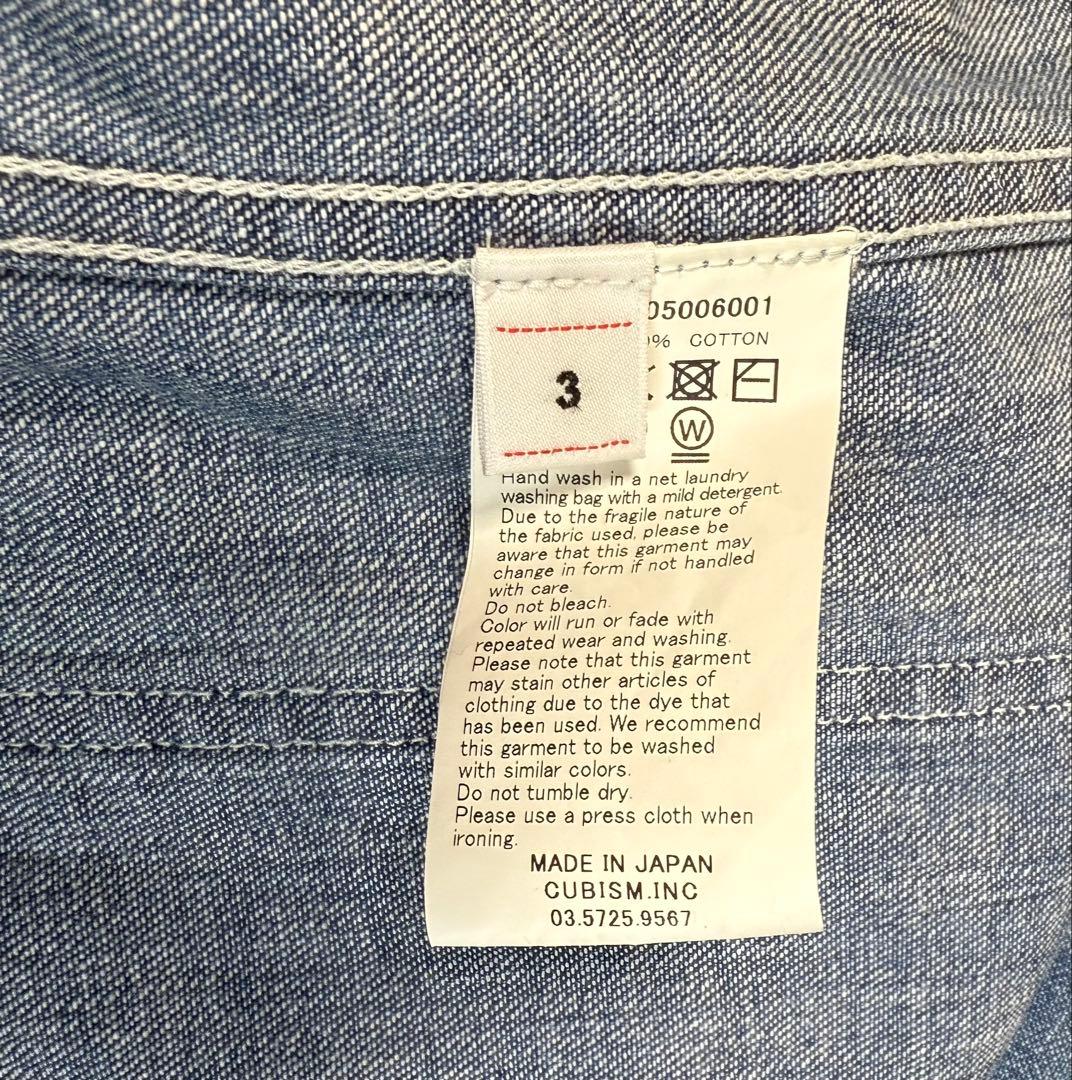 05006001
3
% COTTON
W
Hand wash in a net laundry
washing bag with a mild detergent.
Due to the fragile nature of
the fabric used, please be
aware that this garment may
change in form if not handled
with care.
Do not bleach.
Color will run or fade with
repeated wear and washing.
Please note that this garment
may stain other articles of
clothing due to the dye that
has been used. We recommend
this garment to be washed
with similar colors.
Do not tumble dry.
Please use a press cloth when
ironing.
MADE IN JAPAN
CUBISM.INC
03.5725.9567